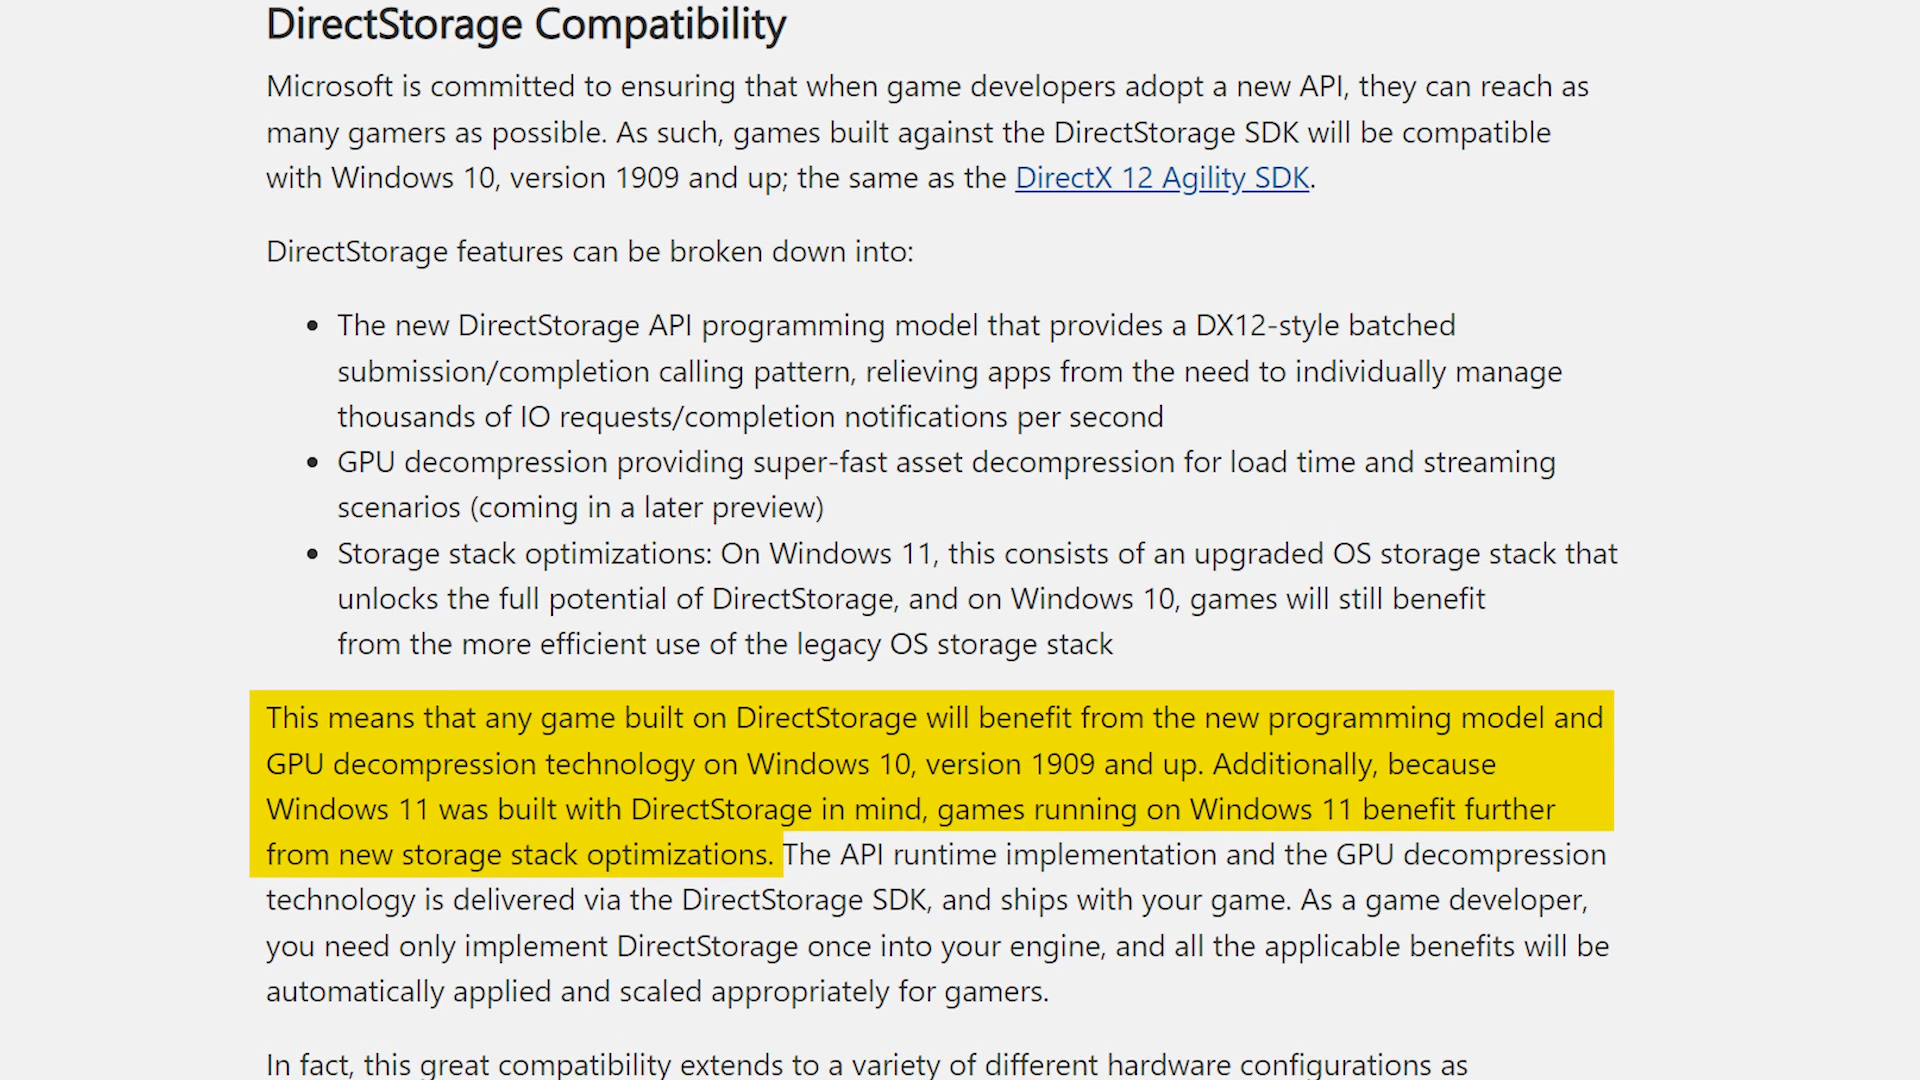 DirectStorage Compatibility
Microsoft is committed to ensuring that when game developers adopt a new API, they can reach as
many gamers as possible. As such, games built against the DirectStorage SDK will be compatible
with Windows 10, version 1909 and up; the same as the DirectX 12 Agility SDK.
DirectStorage features can be broken down into:
• The new DirectStorage API programming model that provides a DX12-style batched
submission/completion calling pattern, relieving apps from the need to individually manage
thousands of IO requests/completion notifications per second
• GPU decompression providing super-fast asset decompression for load time and streaming
scenarios (coming in a later preview)
• Storage stack optimizations: On Windows 11, this consists of an upgraded OS storage stack that
unlocks the full potential of DirectStorage, and on Windows 10, games will still benefit
from the more efficient use of the legacy OS storage stack
This means that any game built on DirectStorage will benefit from the new programming model and
GPU decompression technology on Windows 10, version 1909 and up. Additionally, because
Windows 11 was built with DirectStorage in mind, games running on Windows 11 benefit further
from new storage stack optimizations. The API runtime implementation and the GPU decompression
technology is delivered via the DirectStorage SDK, and ships with your game. As a game developer,
you need only implement DirectStorage once into your engine, and all the applicable benefits will be
automatically applied and scaled appropriately for gamers.
In fact, this great compatibility extends to a variety of different hardware configurations as